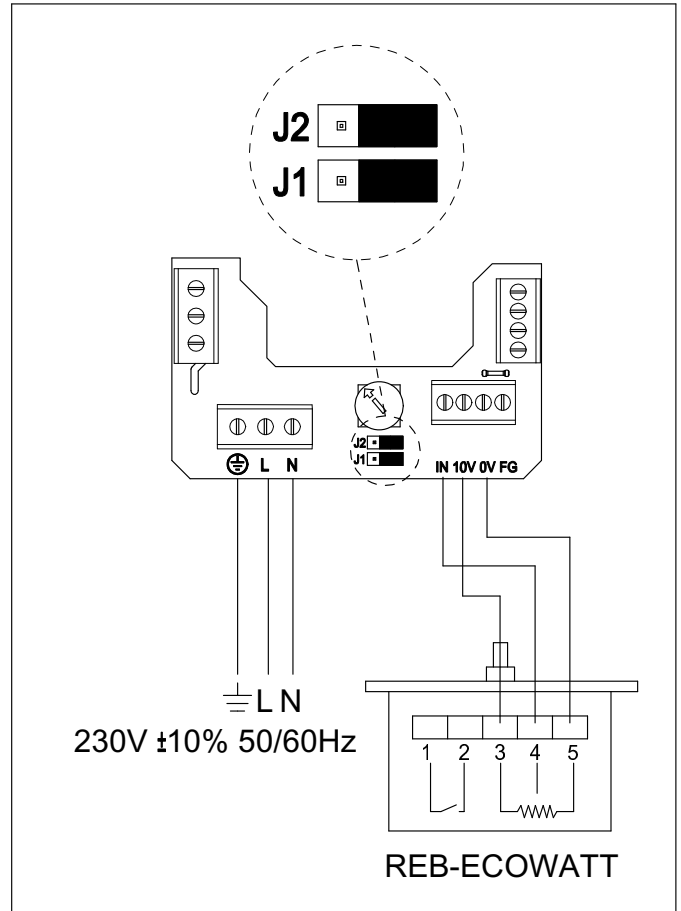 J2
J1
J2
J1
L N
IN 10V 0V FG
L N
230V ±10% 50/60Hz
1 2 3 4 5
REB-ECOWATT